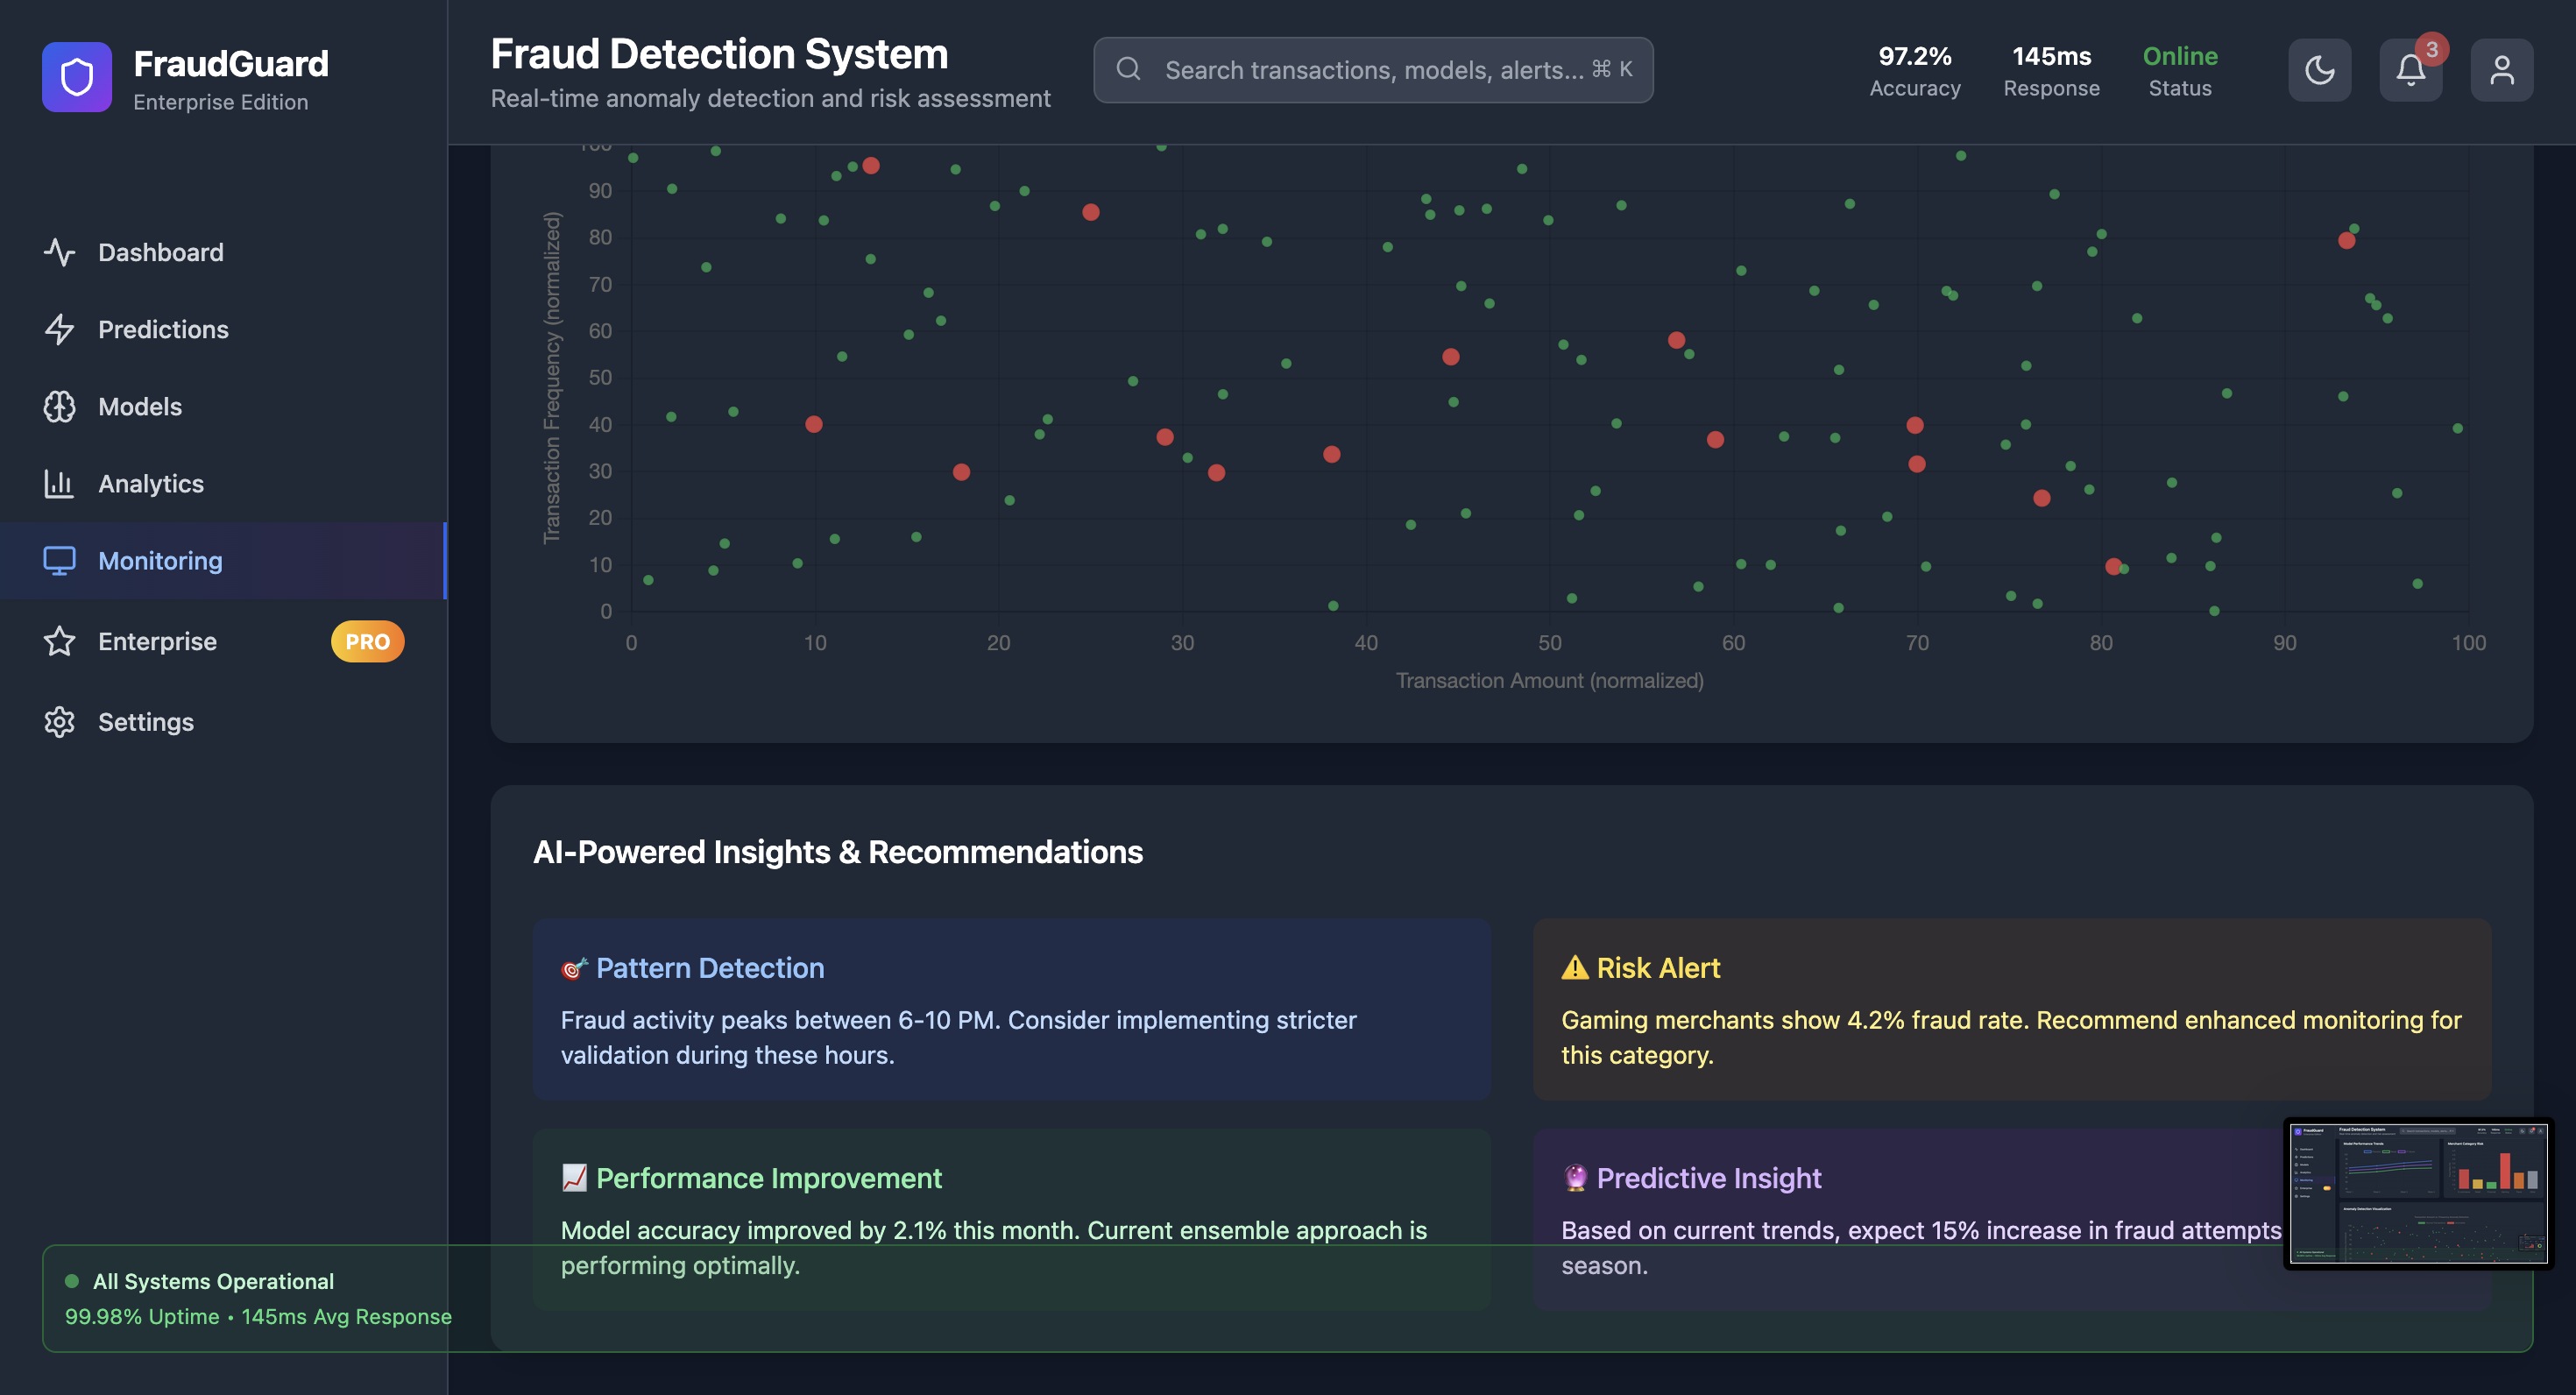 FraudGuard
Enterprise Edition
Fraud Detection System
Real-time anomaly detection and risk assessment
Search transactions, models, alerts... ⌘ K
97.2%
Accuracy
145ms
Response
Online
Status
3
Dashboard
Predictions
Models
Analytics
Monitoring
Enterprise
PRO
Settings
100
90
80
70
60
50
40
30
20
10
0
Transaction Frequency (normalized)
0 10 20 30 40 50 60 70 80 90 100
Transaction Amount (normalized)
AI-Powered Insights & Recommendations
🎯 Pattern Detection
Fraud activity peaks between 6-10 PM. Consider implementing stricter
validation during these hours.
⚠️ Risk Alert
Gaming merchants show 4.2% fraud rate. Recommend enhanced monitoring for
this category.
📈 Performance Improvement
Model accuracy improved by 2.1% this month. Current ensemble approach is
performing optimally.
🔮 Predictive Insight
Based on current trends, expect 15% increase in fraud attempts
season.
All Systems Operational
99.98% Uptime • 145ms Avg Response
Fraud Detection System